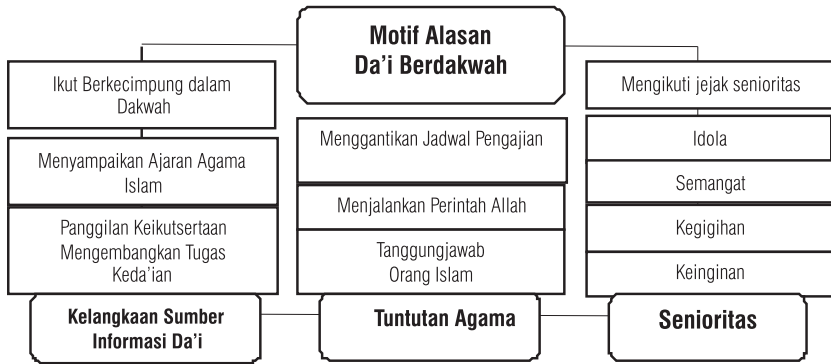 Motif Alasan
Da'i Berdakwah
Ikut Berkecimpung dalam
Dakwah
Menyampaikan Ajaran Agama
Islam
Panggilan Keikutsertaan
Mengembangkan Tugas
Keda'ian
Kelangkaan Sumber
Informasi Da'i
Menggantikan Jadwal Pengajian
Menjalankan Perintah Allah
Tanggungjawab
Orang Islam
Tuntutan Agama
Mengikuti jejak senioritas
Idola
Semangat
Kegigihan
Keinginan
Senioritas